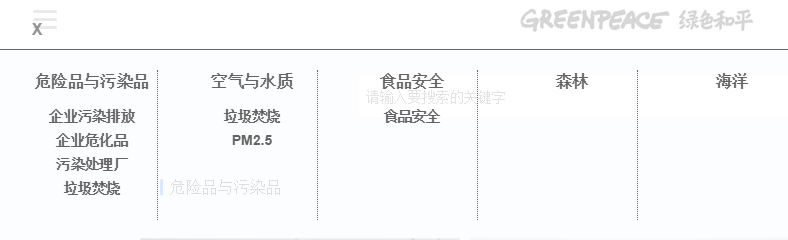 X
GREENPEACE 绿色和平
危险品与污染品 空气与水质 食品安全 森林 海洋
请输入要搜索的关键字
企业污染排放 垃圾焚烧 食品安全
企业危化品 PM2.5
污染处理厂
垃圾焚烧 危险品与污染品